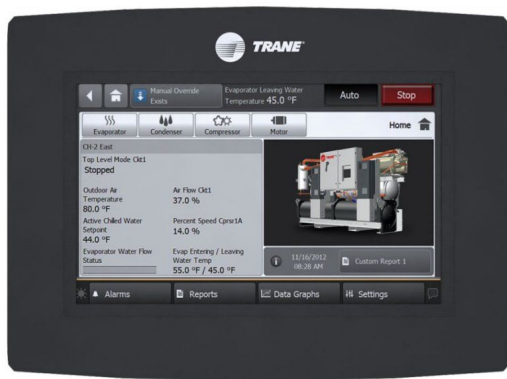 TRANE
Manual Override
Exists
Evaporator Leaving Water
Temperature 45.0 °F
Auto
Stop
Evaporator
Condenser
Compressor
Motor
Home
CH-2 East
Top Level Mode Ckt1
Stopped
Outdoor Air
Temperature
80.0 °F
Air Flow Ckt1
37.0 %
Active Chilled Water
Setpoint
44.0 °F
Percent Speed Cprsr1A
14.0 %
Evaporator Water Flow
Status
Evap Entering / Leaving
Water Temp
55.0 °F / 45.0 °F
11/16/2012
08:28 AM
Custom Report 1
Alarms
Reports
Data Graphs
Settings